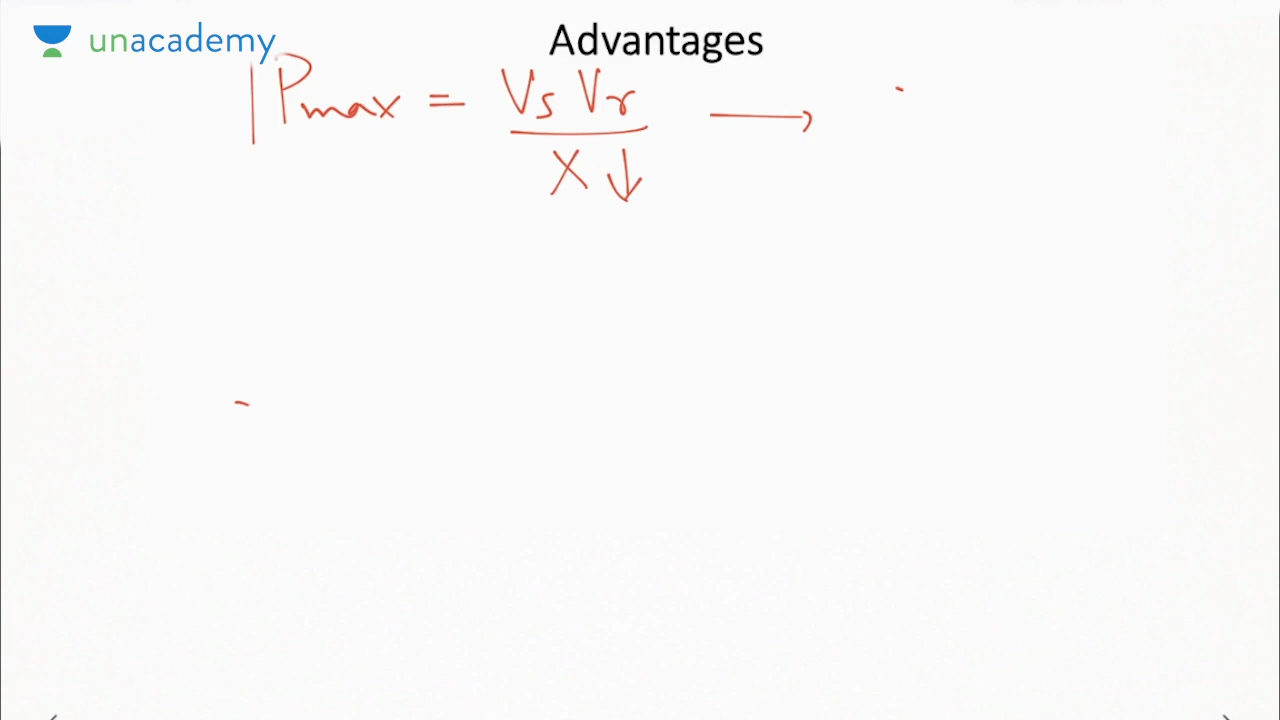 unacademy
Advantages
|Pmax = Vs Vr →
X ↓